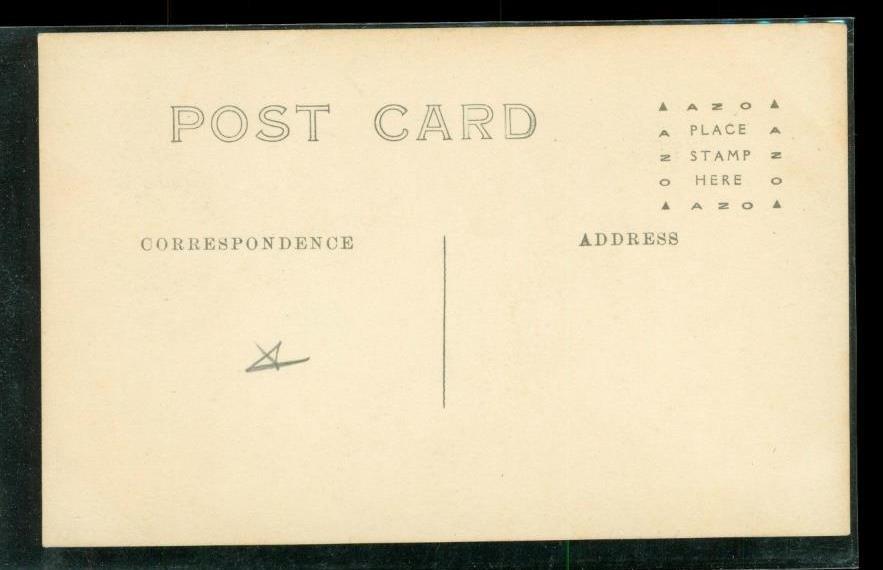 POST CARD
▲ AZO ▲
A PLACE A
Z STAMP Z
O HERE O
▲ AZO ▲
CORRESPONDENCE
ADDRESS